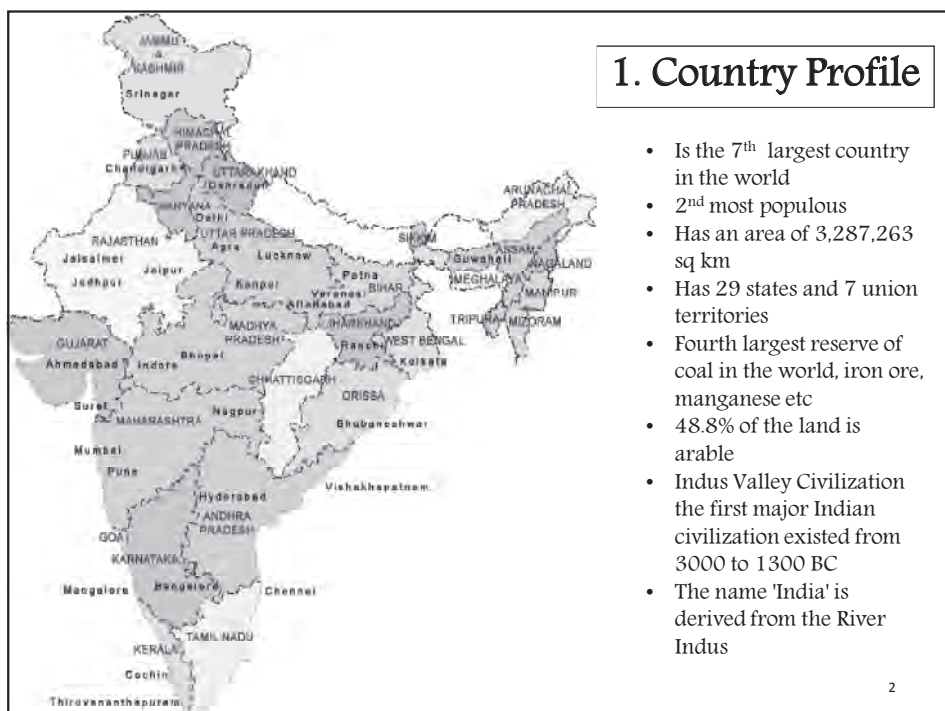 JAMMU
&
KASHMIR
Srinagar
HIMACHAL
PRADESH
PUNJAB
Chandigarh
UTTARAKHAND
Dehradun
HARYANA
Delhi
RAJASTHAN
UTTAR PRADESH
Agra
Jaisalmer
Lucknow
Jaipur
Jodhpur
Kanpur
Patna
Varanasi
BIHAR
Allahabad
SIKKIM
ARUNACHAL
PRADESH
ASSAM
Guwahati
NAGALAND
MEGHALAYA
MANIPUR
TRIPURA
MIZORAM
GUJARAT
Ahmedabad
MADHYA
PRADESH
Bhopal
Indore
JHARKHAND
Ranchi
WEST BENGAL
Kolkata
CHHATTISGARH
ORISSA
Bhubaneshwar
Surat
MAHARASHTRA
Nagpur
Mumbai
Pune
Vishakhapatnam
Hyderabad
ANDHRA
PRADESH
GOA
KARNATAKA
Mangalore
Bangalore
Chennai
TAMIL NADU
KERALA
Cochin
Thiruvananthapuram
1. Country Profile
• Is the 7th largest country
in the world
• 2nd most populous
• Has an area of 3,287,263
sq km
• Has 29 states and 7 union
territories
• Fourth largest reserve of
coal in the world, iron ore,
manganese etc
• 48.8% of the land is
arable
• Indus Valley Civilization
the first major Indian
civilization existed from
3000 to 1300 BC
• The name 'India' is
derived from the River
Indus
2